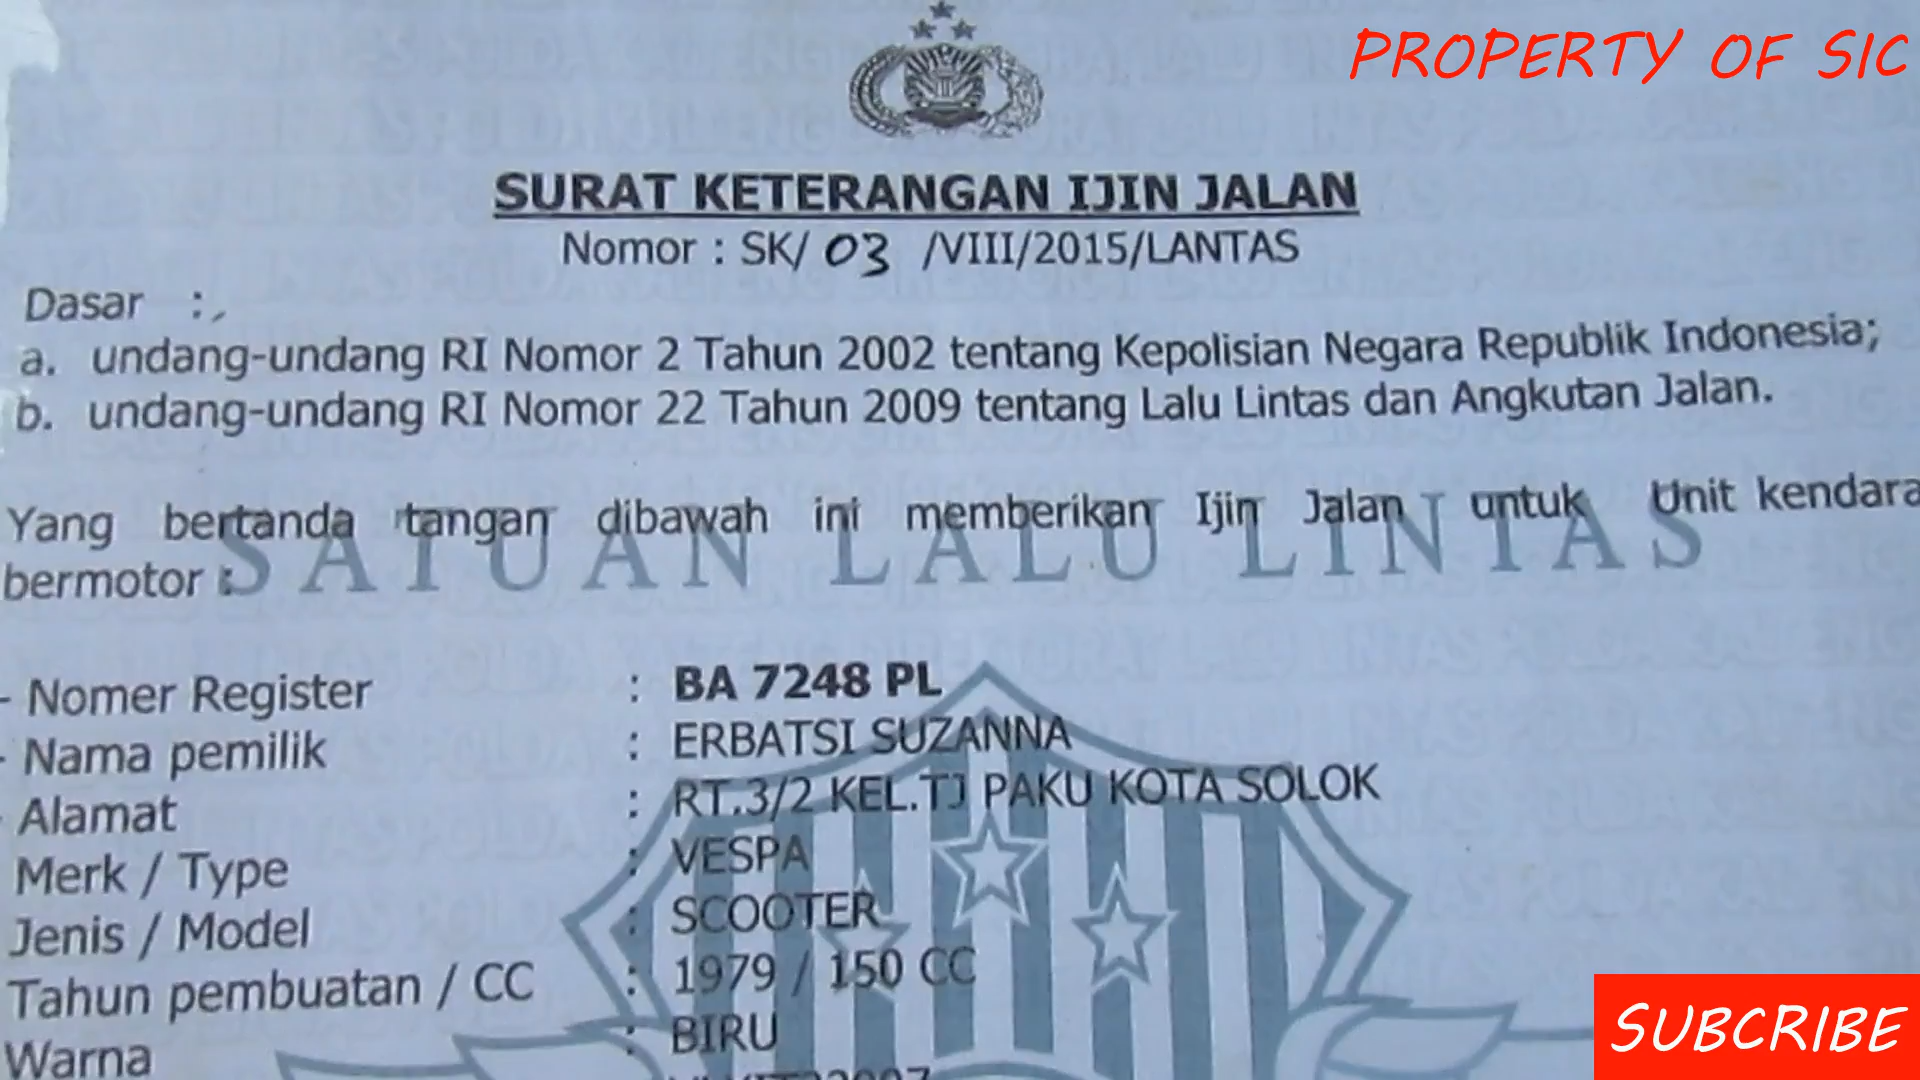 PROPERTY OF SIC
SURAT KETERANGAN IJIN JALAN
Nomor : SK/ 03 /VIII/2015/LANTAS
Dasar :
a. undang-undang RI Nomor 2 Tahun 2002 tentang Kepolisian Negara Republik Indonesia;
b. undang-undang RI Nomor 22 Tahun 2009 tentang Lalu Lintas dan Angkutan Jalan.
Yang bertanda tangan dibawah ini memberikan Ijin Jalan untuk Unit kendara
bermotor :
SATUAN LALU LINTAS
- Nomer Register : BA 7248 PL
- Nama pemilik : ERBATSI SUZANNA
- Alamat : RT.3/2 KEL.TJ PAKU KOTA SOLOK
Merk / Type : VESPA
Jenis / Model : SCOOTER
Tahun pembuatan / CC : 1979 / 150 CC
Warna : BIRU
SUBCRIBE